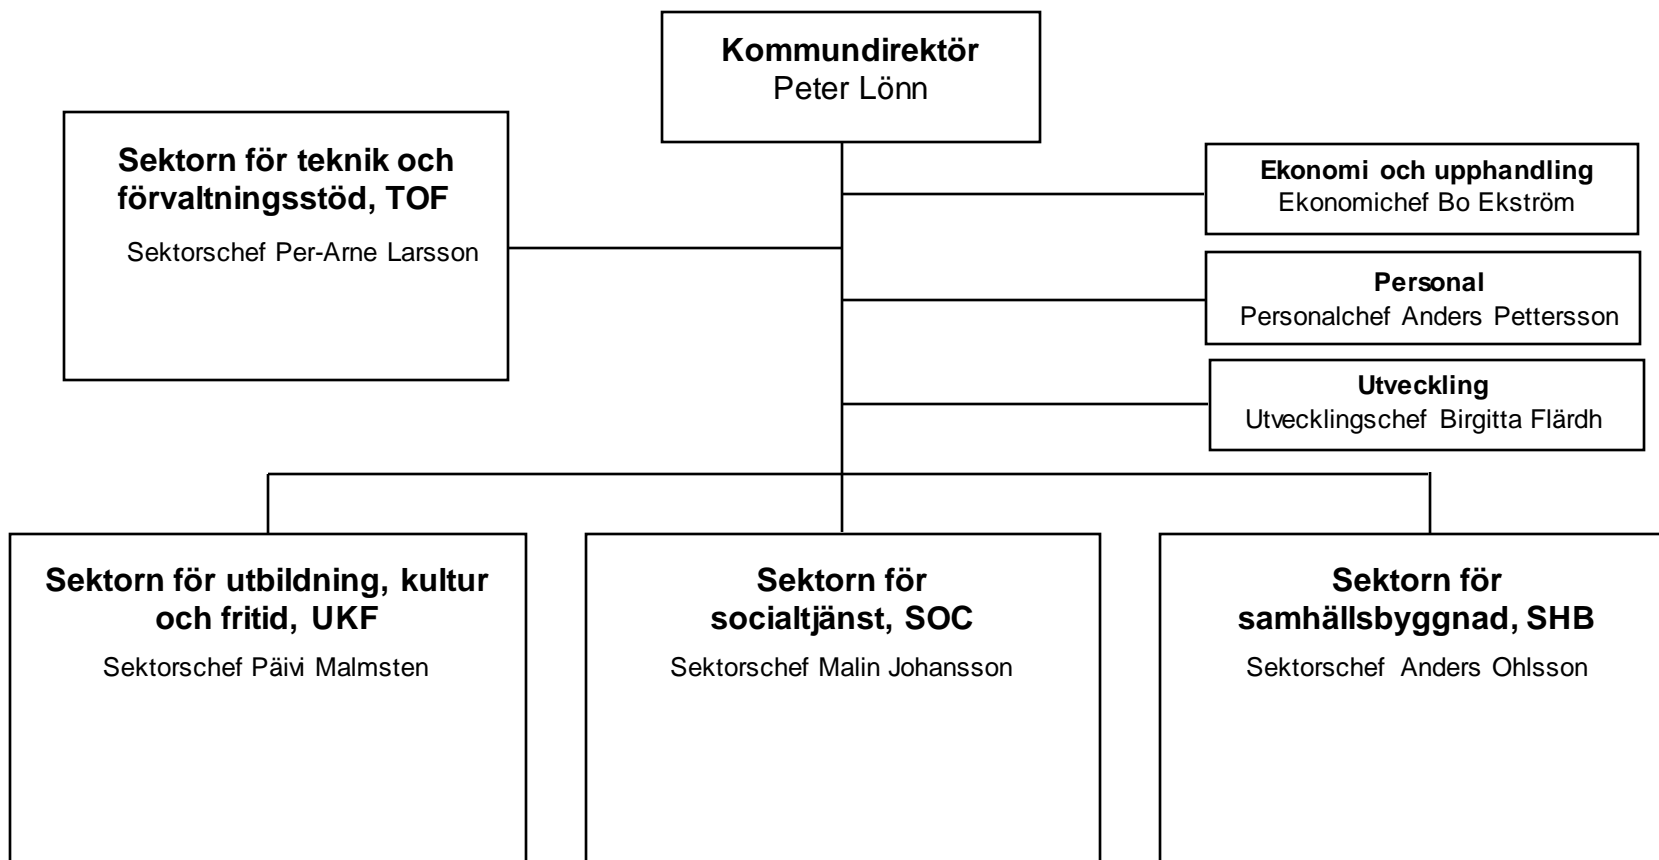 Kommundirektör
Peter Lönn
Sektorn för teknik och
förvaltningsstöd, TOF
Sektorschef Per-Arne Larsson
Ekonomi och upphandling
Ekonomichef Bo Ekström
Personal
Personalchef Anders Pettersson
Utveckling
Utvecklingschef Birgitta Flärdh
Sektorn för utbildning, kultur
och fritid, UKF
Sektorschef Päivi Malmsten
Sektorn för
socialtjänst, SOC
Sektorschef Malin Johansson
Sektorn för
samhällsbyggnad, SHB
Sektorschef Anders Ohlsson